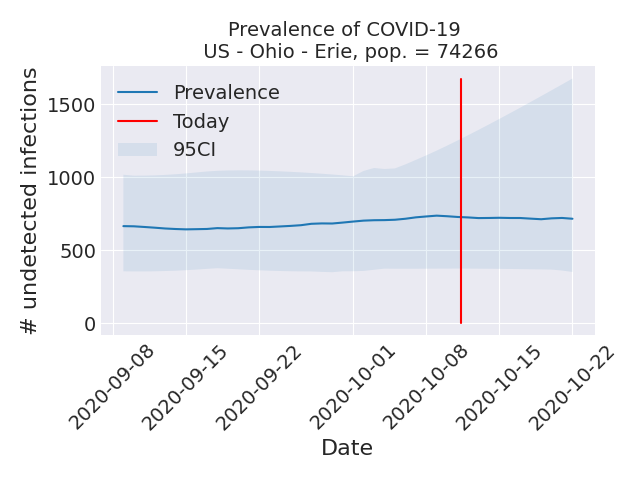 Prevalence of COVID-19
US - Ohio - Erie, pop. = 74266
# undetected infections
1500
1000
500
0
Prevalence
Today
95CI
2020-09-08
2020-09-15
2020-09-22
2020-10-01
2020-10-08
2020-10-15
2020-10-22
Date